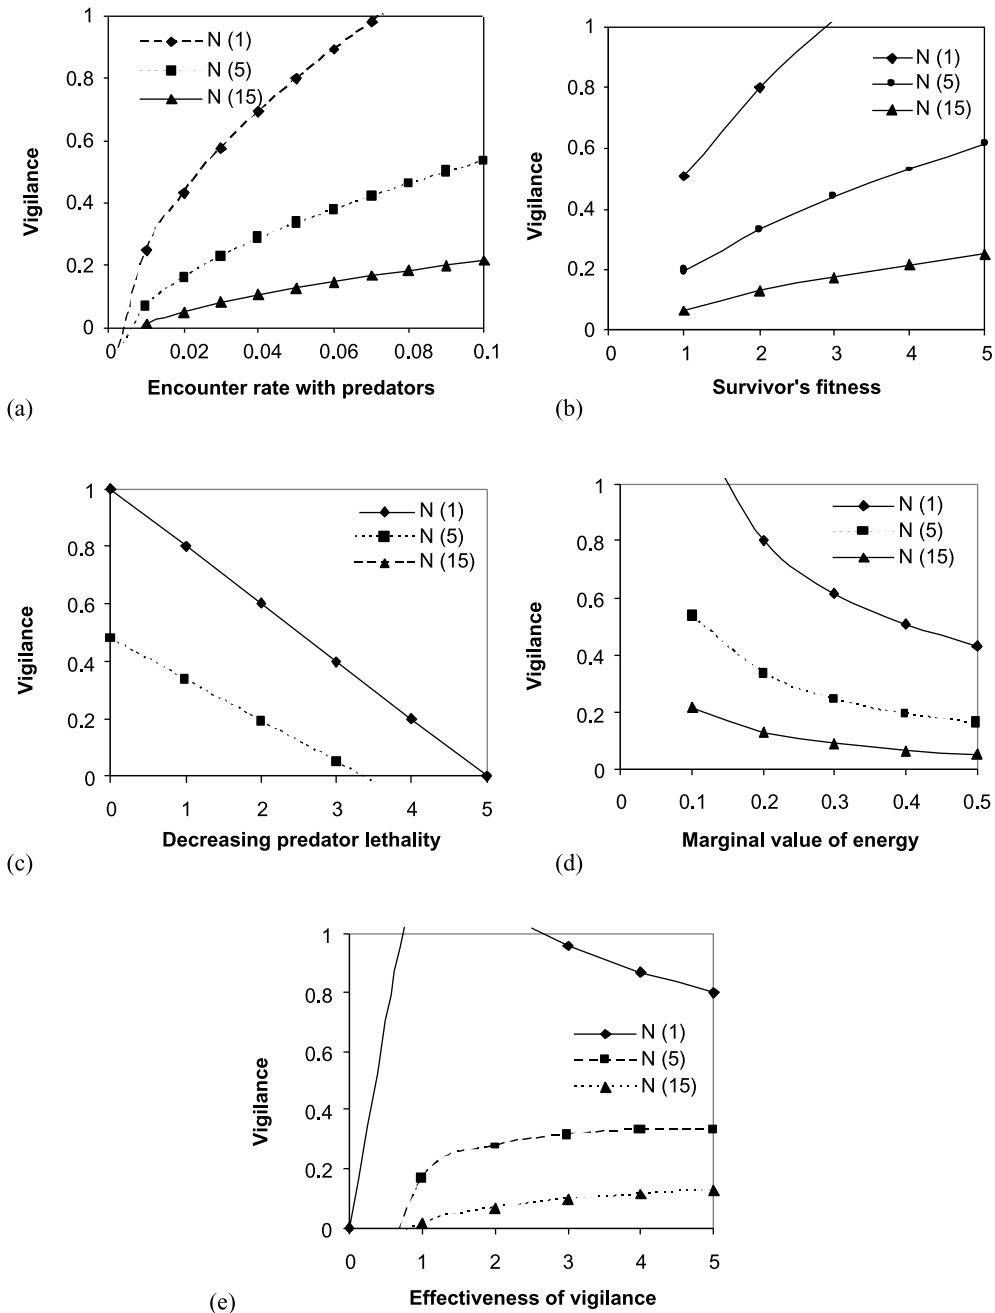 1
0.8
0.6
0.4
0.2
0
Vigilance
N (1)
N (5)
N (15)
0 0.02 0.04 0.06 0.08 0.1
Encounter rate with predators
(a)
1
0.8
0.6
0.4
0.2
0
Vigilance
N (1)
N (5)
N (15)
0 1 2 3 4 5
Survivor's fitness
(b)
1
0.8
0.6
0.4
0.2
0
Vigilance
N (1)
N (5)
N (15)
0 1 2 3 4 5
Decreasing predator lethality
(c)
1
0.8
0.6
0.4
0.2
0
Vigilance
N (1)
N (5)
N (15)
0 0.1 0.2 0.3 0.4 0.5
Marginal value of energy
(d)
1
0.8
0.6
0.4
0.2
0
Vigilance
N (1)
N (5)
N (15)
0 1 2 3 4 5
Effectiveness of vigilance
(e)